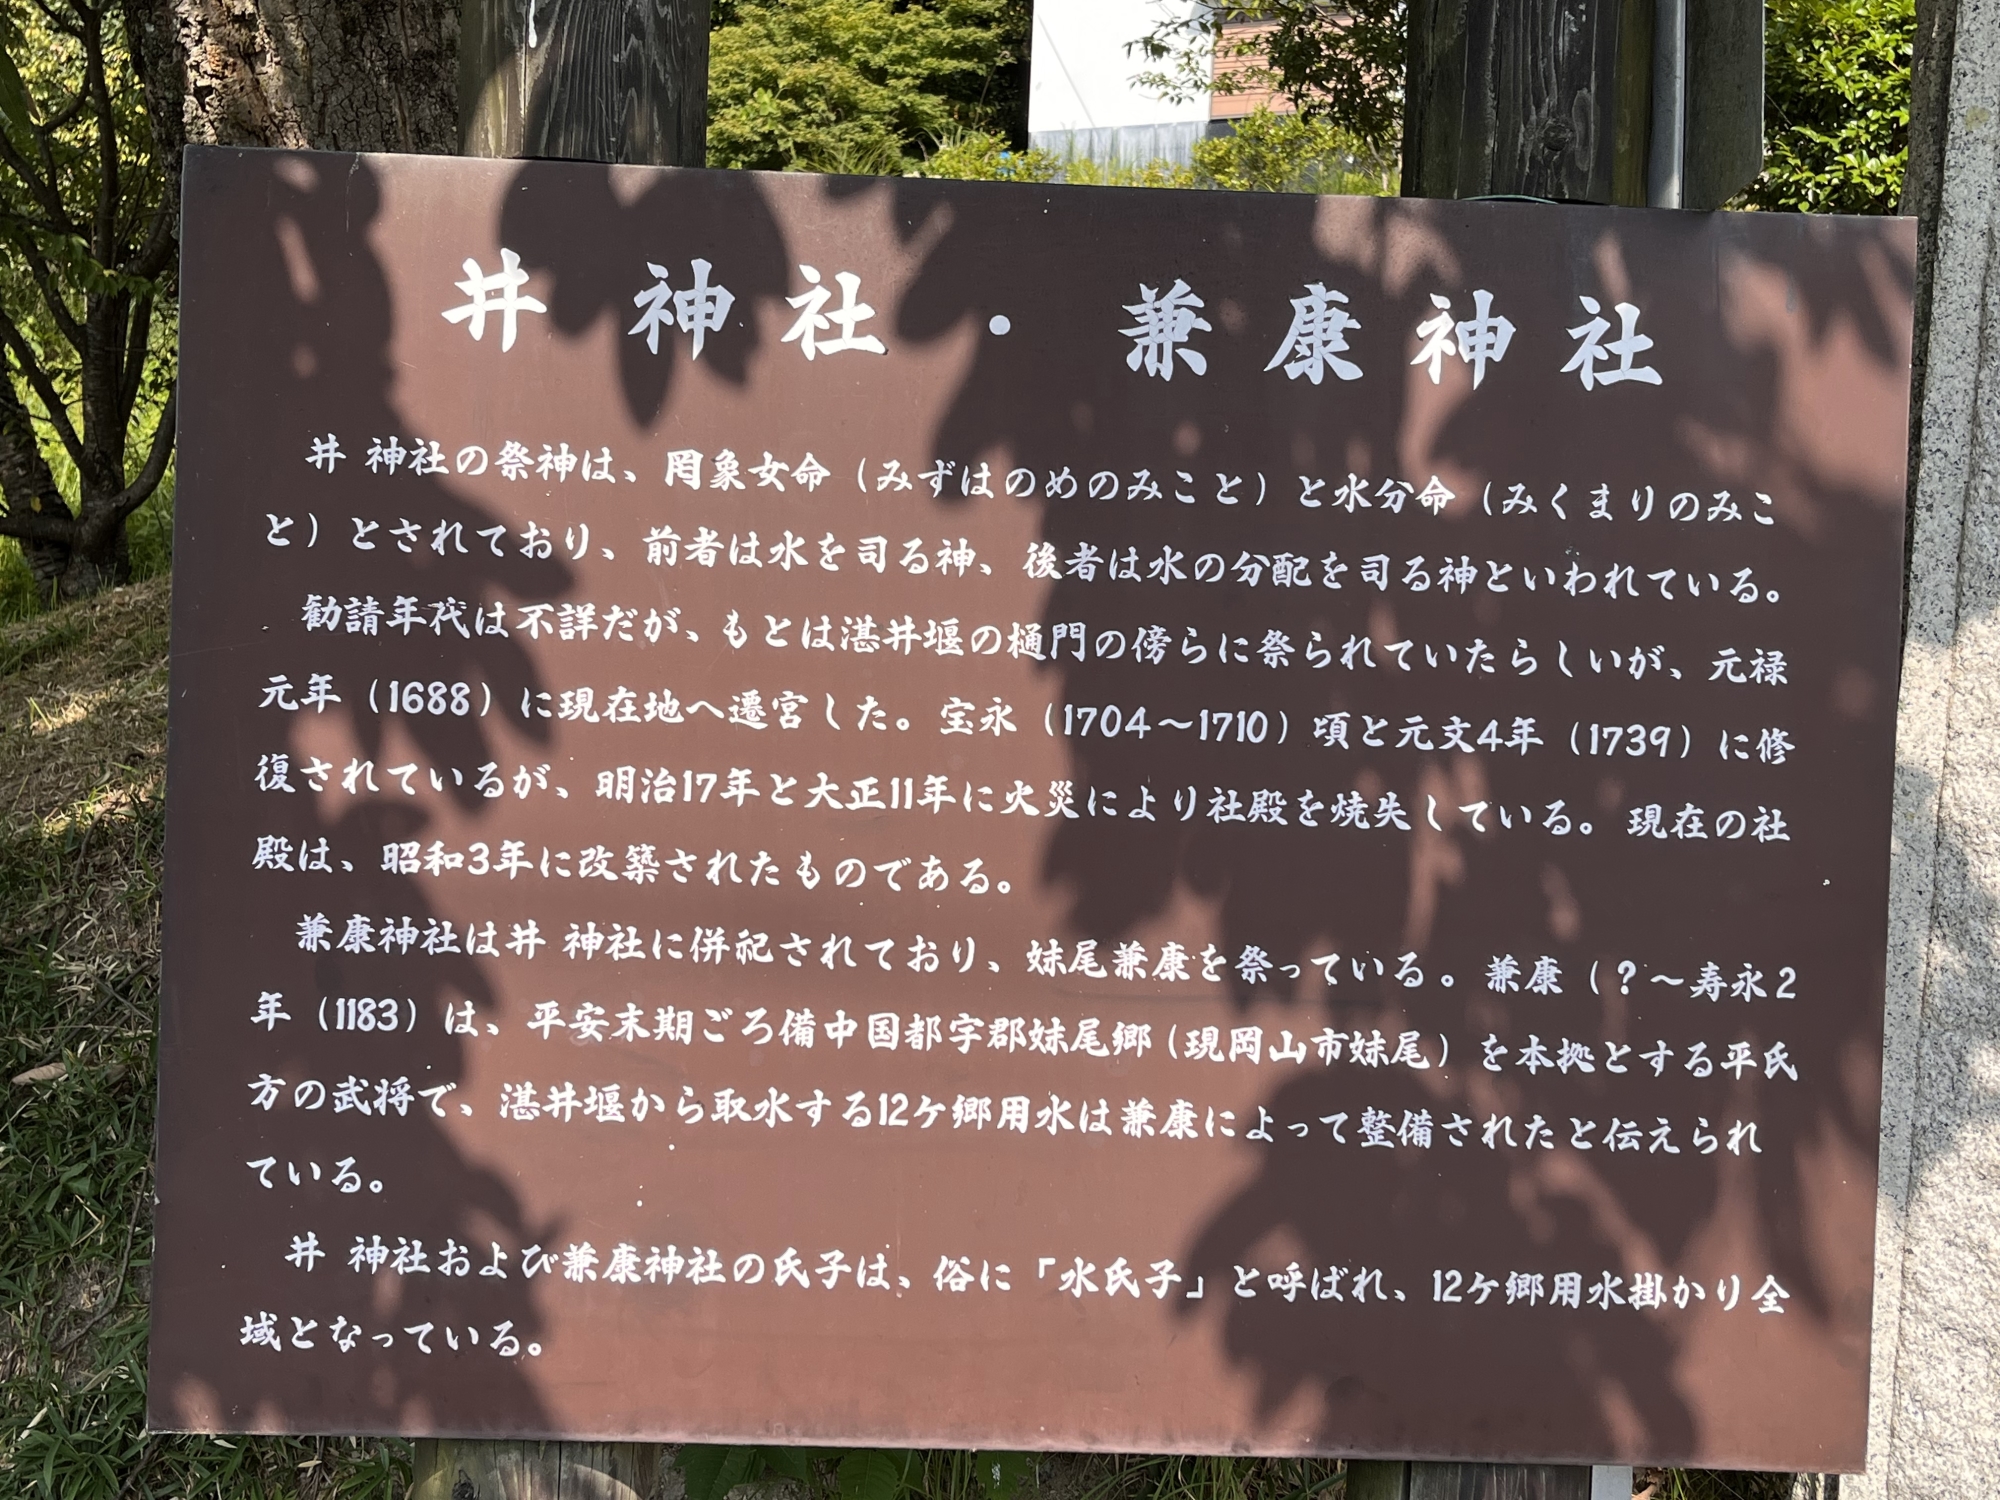 井神社・兼康神社
井 神社の祭神は、罔象女命（みずはのめのみこと）と水分命（みくまりのみこ
と）とされており、前者は水を司る神、後者は水の分配を司る神といわれている。
勧請年代は不詳だが、もとは湛井堰の樋門の傍らに祭られていたらしいが、元禄
元年（1688）に現在地へ遷宮した。宝永（1704～1710）頃と元文4年（1739）に修
復されているが、明治17年と大正11年に火災により社殿を焼失している。現在の社
殿は、昭和3年に改築されたものである。
兼康神社は井 神社に併祀されており、妹尾兼康を祭っている。兼康（？～寿永2
年（1183）は、平安末期ごろ備中国都宇郡妹尾郷（現岡山市妹尾）を本拠とする平氏
方の武将で、湛井堰から取水する12ケ郷用水は兼康によって整備されたと伝えられ
ている。
井 神社および兼康神社の氏子は、俗に「水氏子」と呼ばれ、12ケ郷用水掛かり全
域となっている。